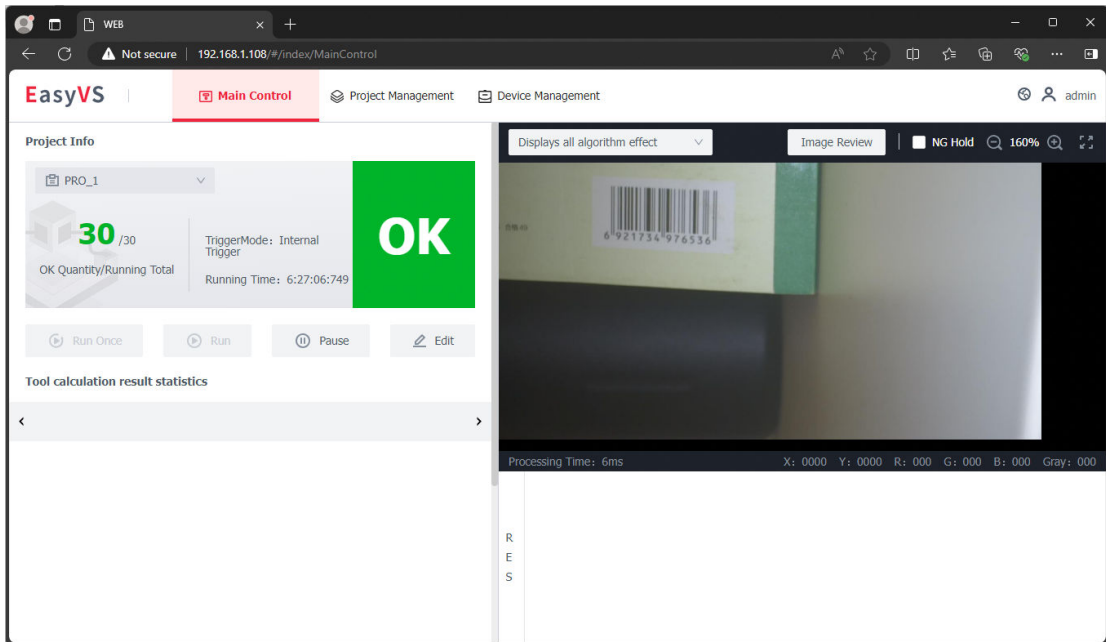 WEB
Not secure 192.168.1.108/#/index/MainControl
EasyVS
Main Control
Project Management
Device Management
admin
Project Info
PRO_1
30 /30
OK Quantity/Running Total
TriggerMode：Internal
Trigger
Running Time：6:27:06:749
OK
Run Once
Run
Pause
Edit
Tool calculation result statistics
Displays all algorithm effect
Image Review
NG Hold
160%
6 921734 976536
Processing Time：6ms
X：0000 Y：0000 R：000 G：000 B：000 Gray：000
R
E
S